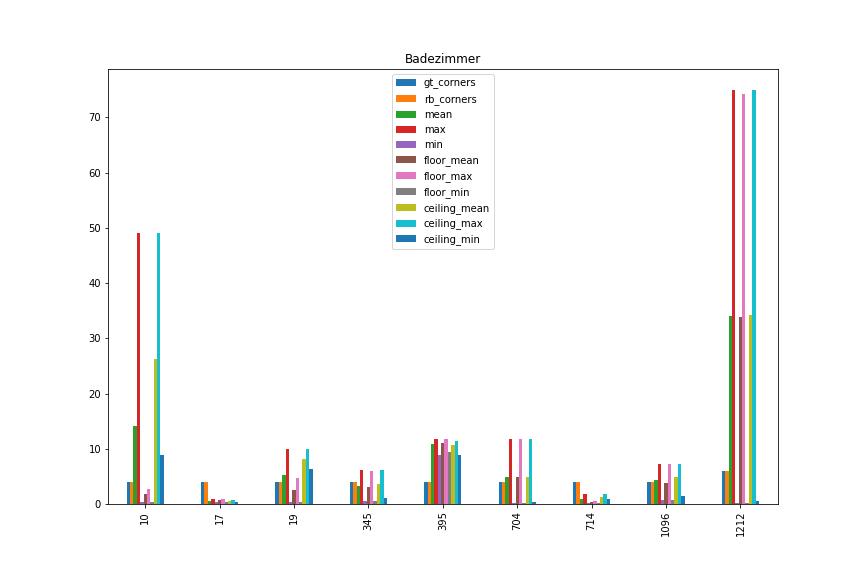 Badezimmer
gt_corners
rb_corners
mean
max
min
floor_mean
floor_max
floor_min
ceiling_mean
ceiling_max
ceiling_min
70
60
50
40
30
20
10
0
10
17
19
345
395
704
714
1096
1212